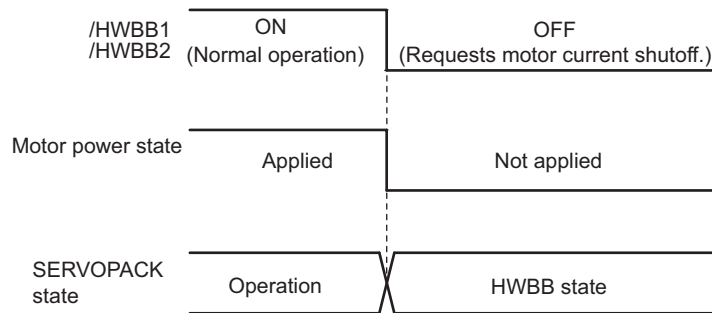 /HWBB1
/HWBB2
ON
(Normal operation)
OFF
(Requests motor current shutoff.)
Motor power state
Applied
Not applied
SERVOPACK
state
Operation
HWBB state